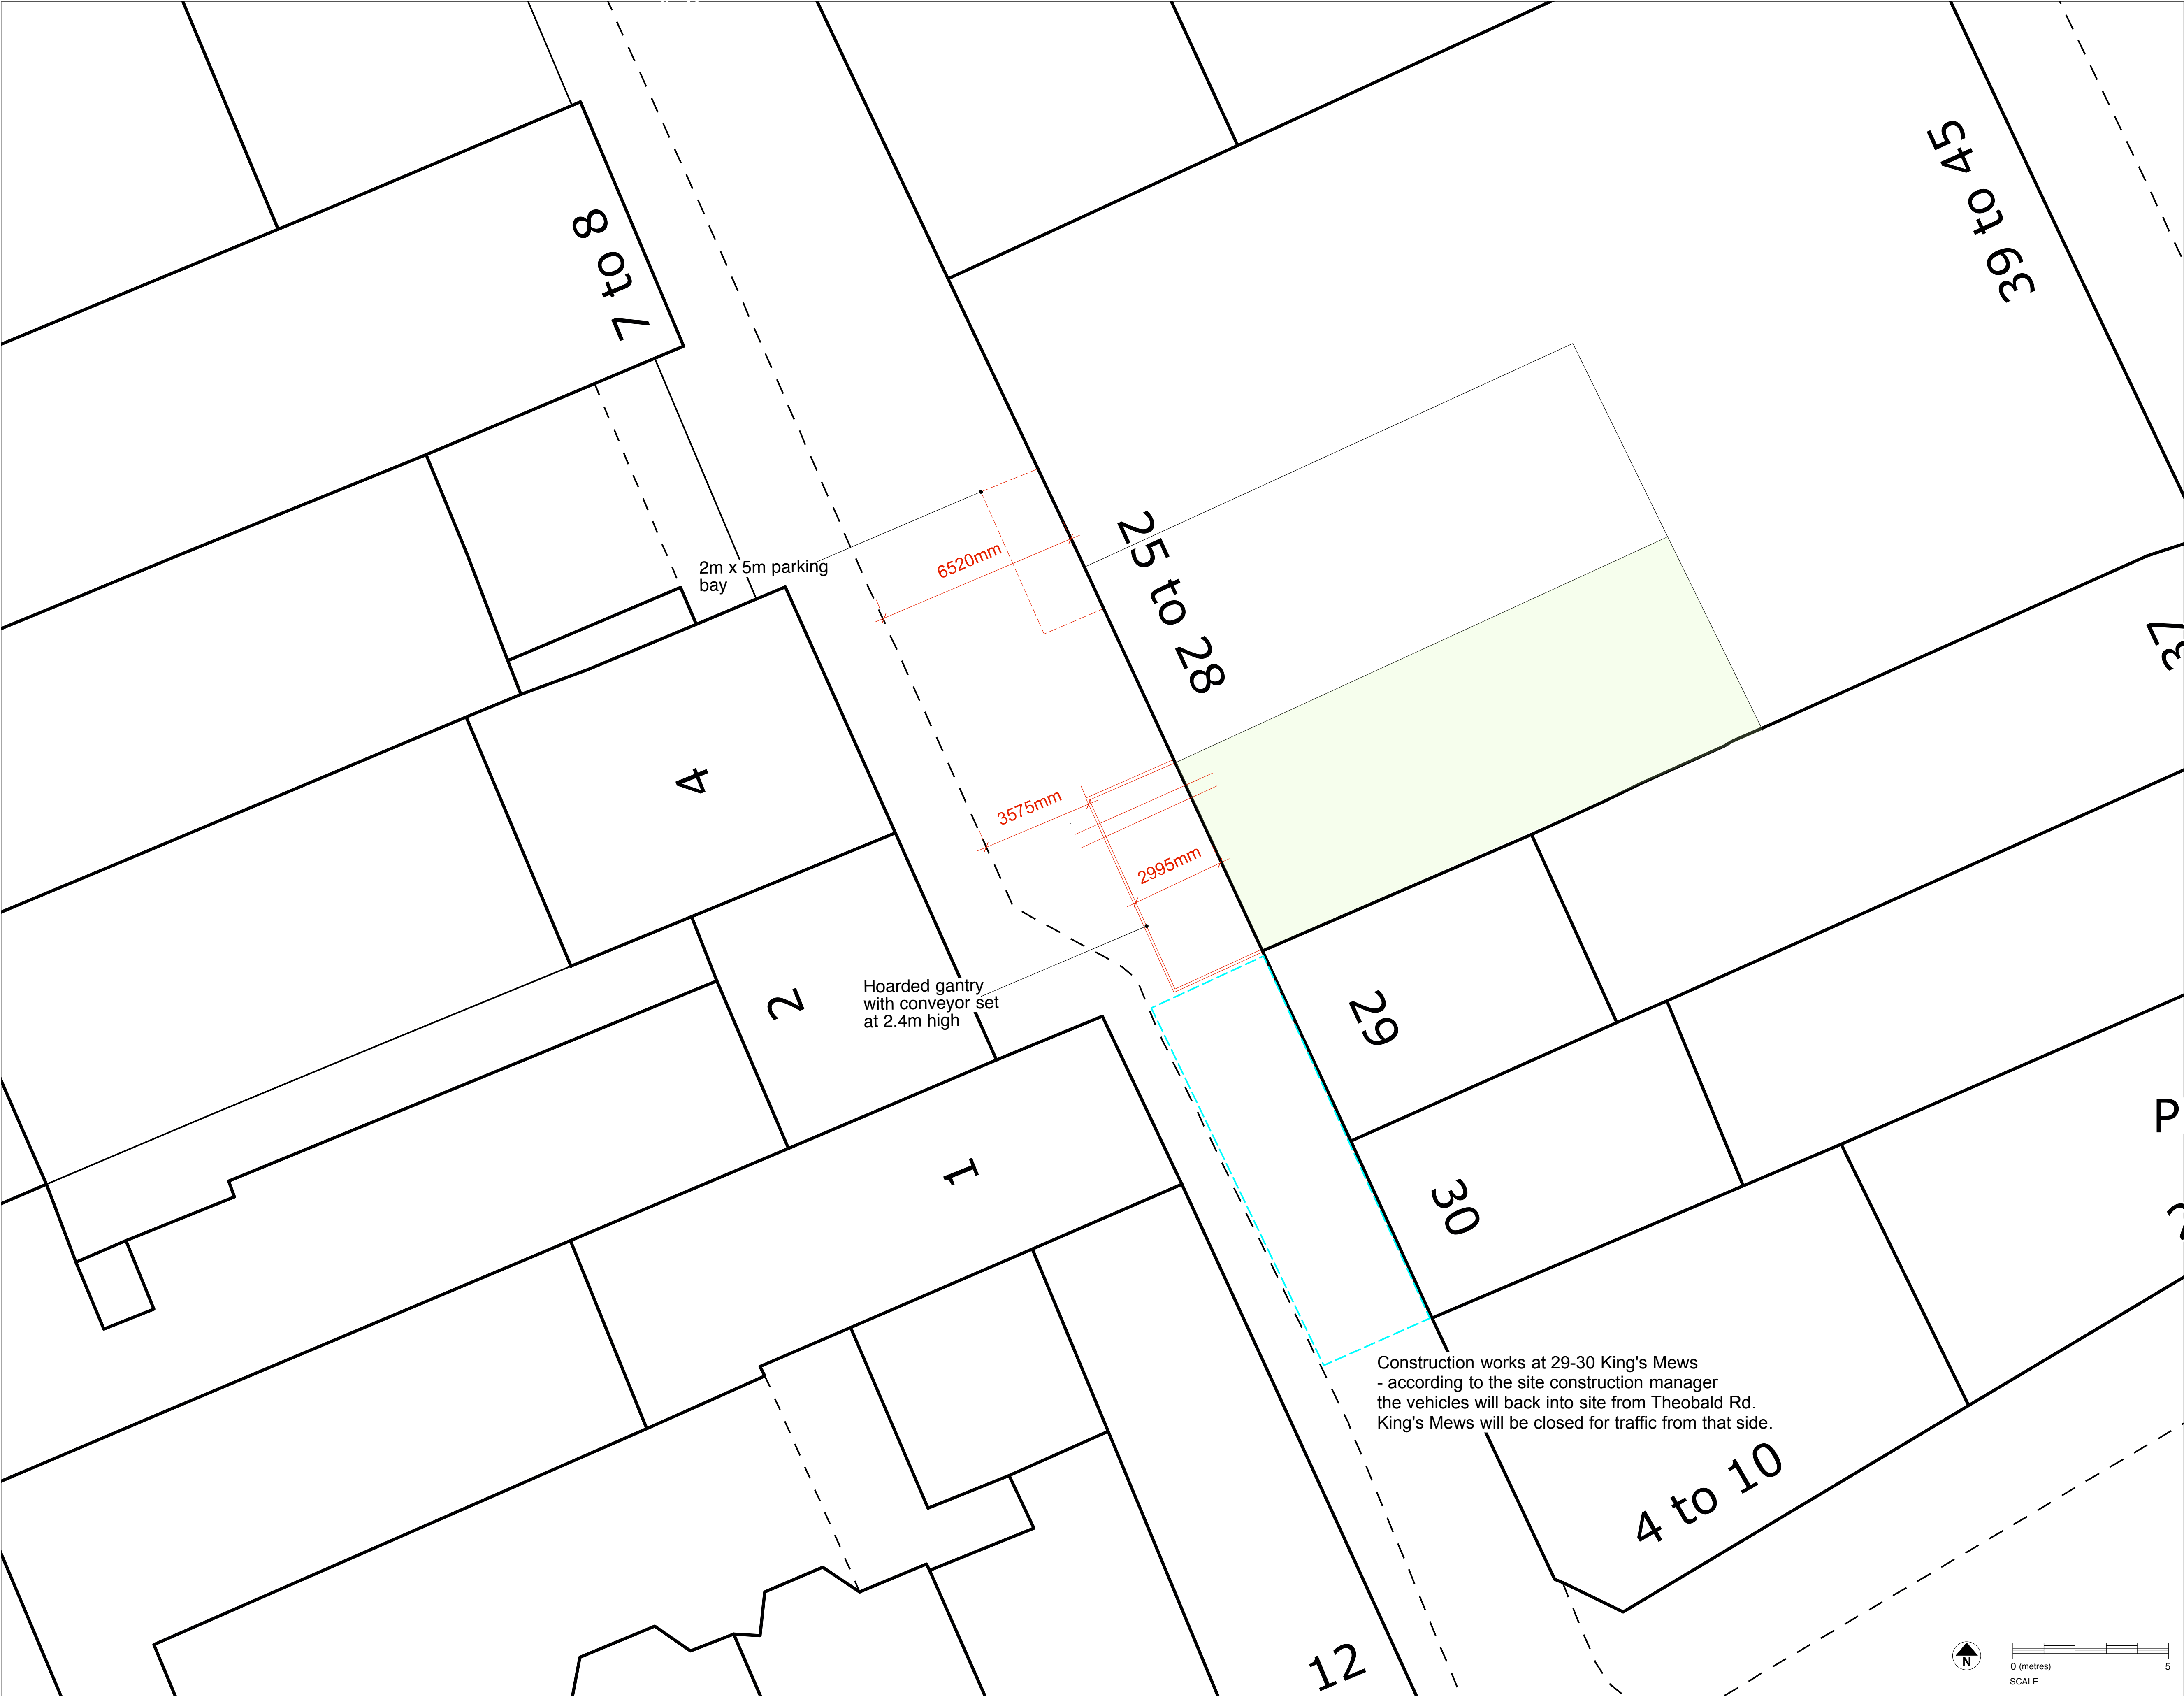 45
39 to 45
7 to 8
25 to 28
6520mm
2m x 5m parking
bay
37
4
3575mm
2995mm
Hoarded gantry
with conveyor set
at 2.4m high
2
29
P
1
30
Construction works at 29-30 King's Mews
- according to the site construction manager
the vehicles will back into site from Theobald Rd.
King's Mews will be closed for traffic from that side.
4 to 10
12
N
0 (metres)
5
SCALE